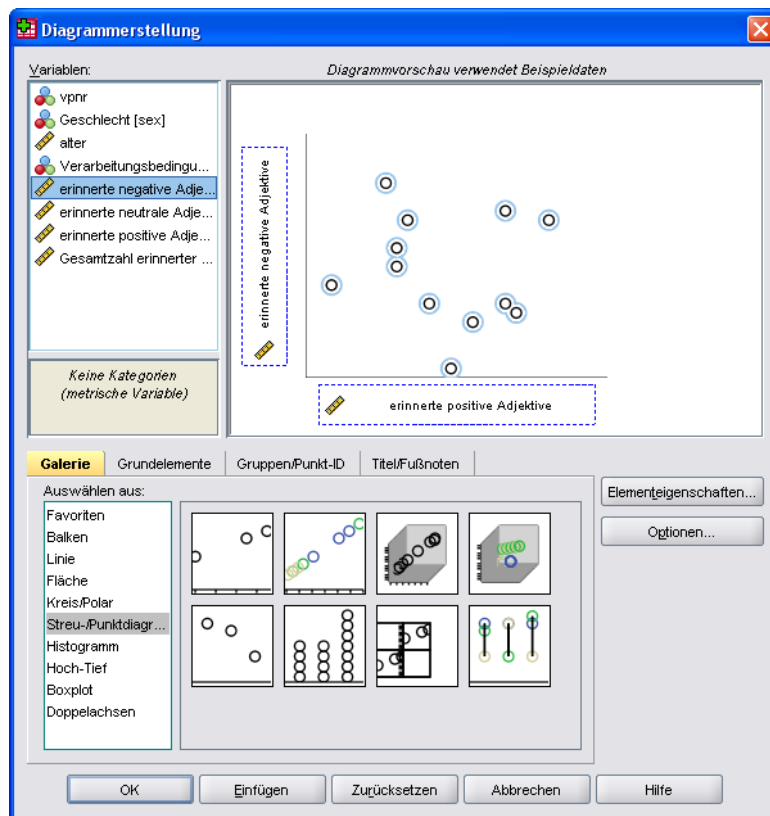 Diagrammerstellung
Variablen:
Diagrammvorschau verwendet Beispieldaten
vpnr
Geschlecht [sex]
alter
Verarbeitungsbedingu...
erinnerte negative Adje...
erinnerte neutrale Adje...
erinnerte positive Adje...
Gesamtzahl erinnerter ...
Keine Kategorien
(metrische Variable)
erinnerte negative Adjektive
erinnerte positive Adjektive
Galerie
Grundelemente
Gruppen/Punkt-ID
Titel/Fußnoten
Auswählen aus:
Favoriten
Balken
Linie
Fläche
Kreis/Polar
Streu-/Punktdiagr...
Histogramm
Hoch-Tief
Boxplot
Doppelachsen
Elementeigenschaften...
Optionen...
OK
Einfügen
Zurücksetzen
Abbrechen
Hilfe